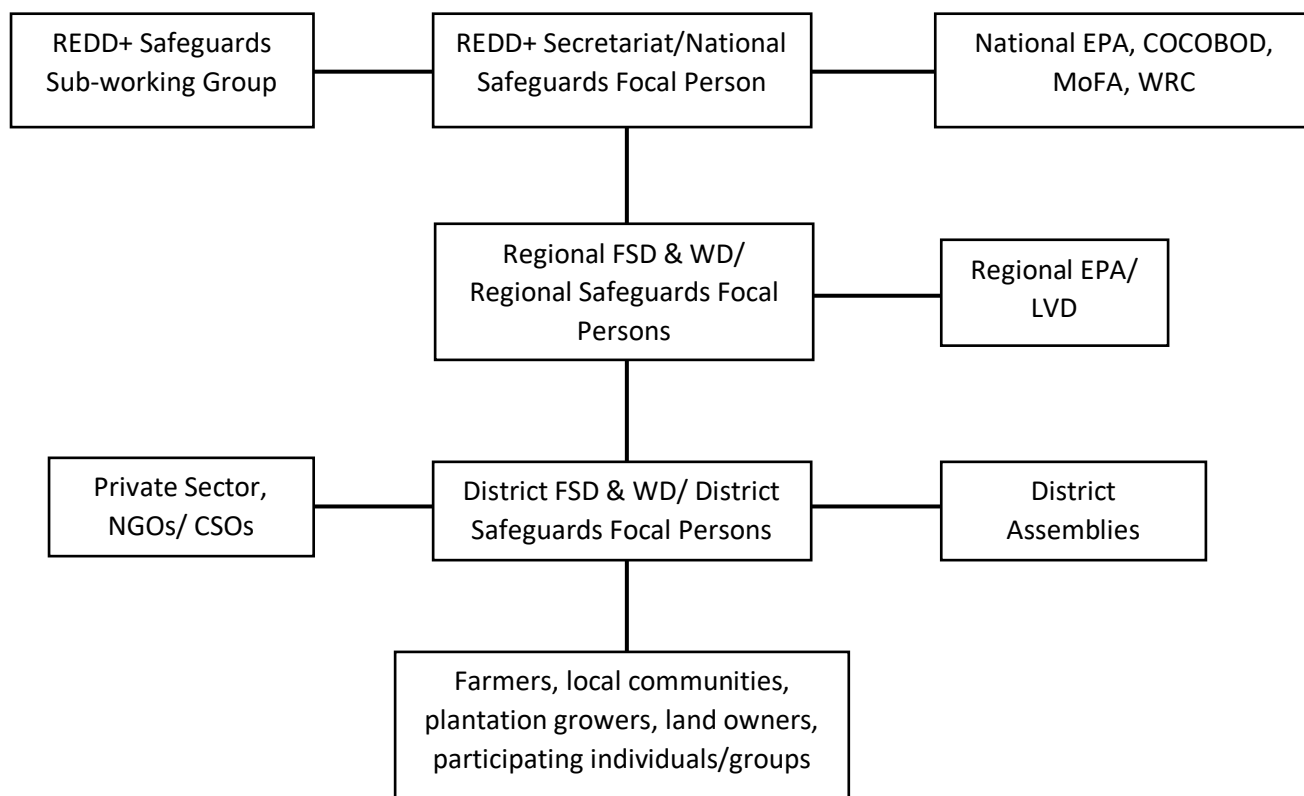 REDD+ Safeguards
Sub-working Group
REDD+ Secretariat/National
Safeguards Focal Person
National EPA, COCOBOD,
MoFA, WRC
Regional FSD & WD/
Regional Safeguards Focal
Persons
Regional EPA/
LVD
Private Sector,
NGOs/ CSOs
District FSD & WD/ District
Safeguards Focal Persons
District
Assemblies
Farmers, local communities,
plantation growers, land owners,
participating individuals/groups